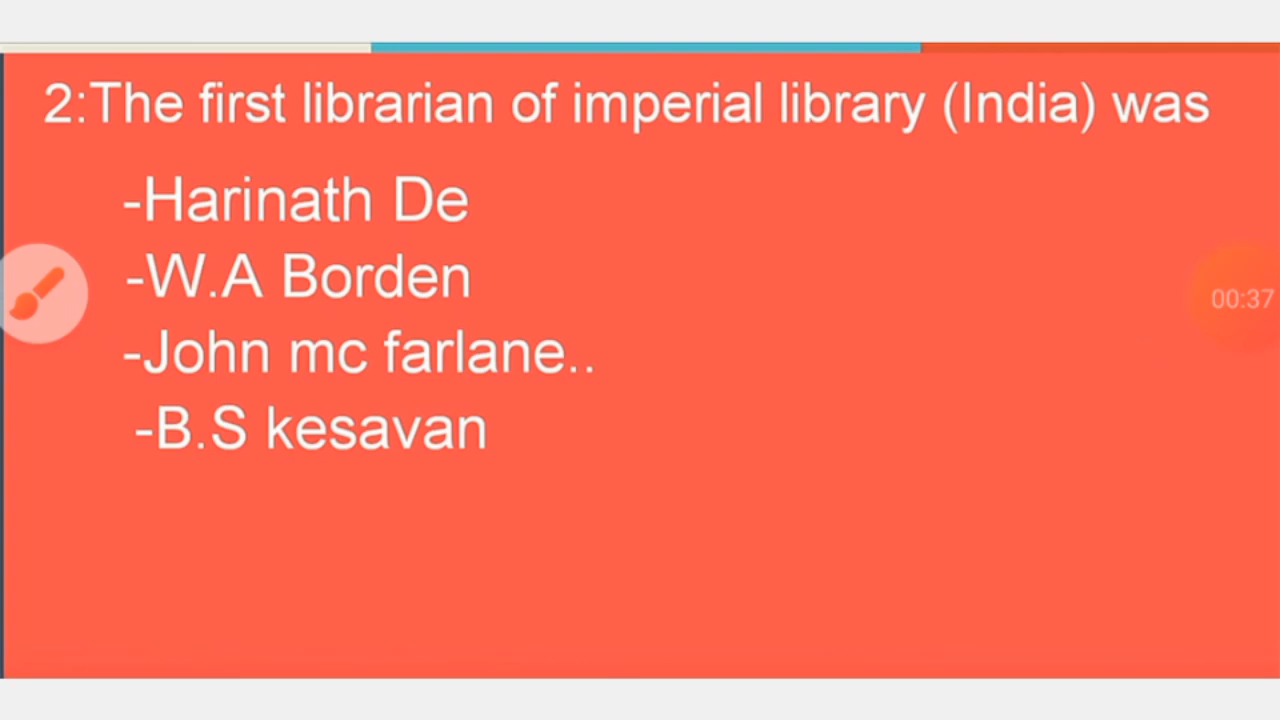 2:The first librarian of imperial library (India) was
-Harinath De
-W.A Borden
-John mc farlane..
-B.S kesavan
00:37